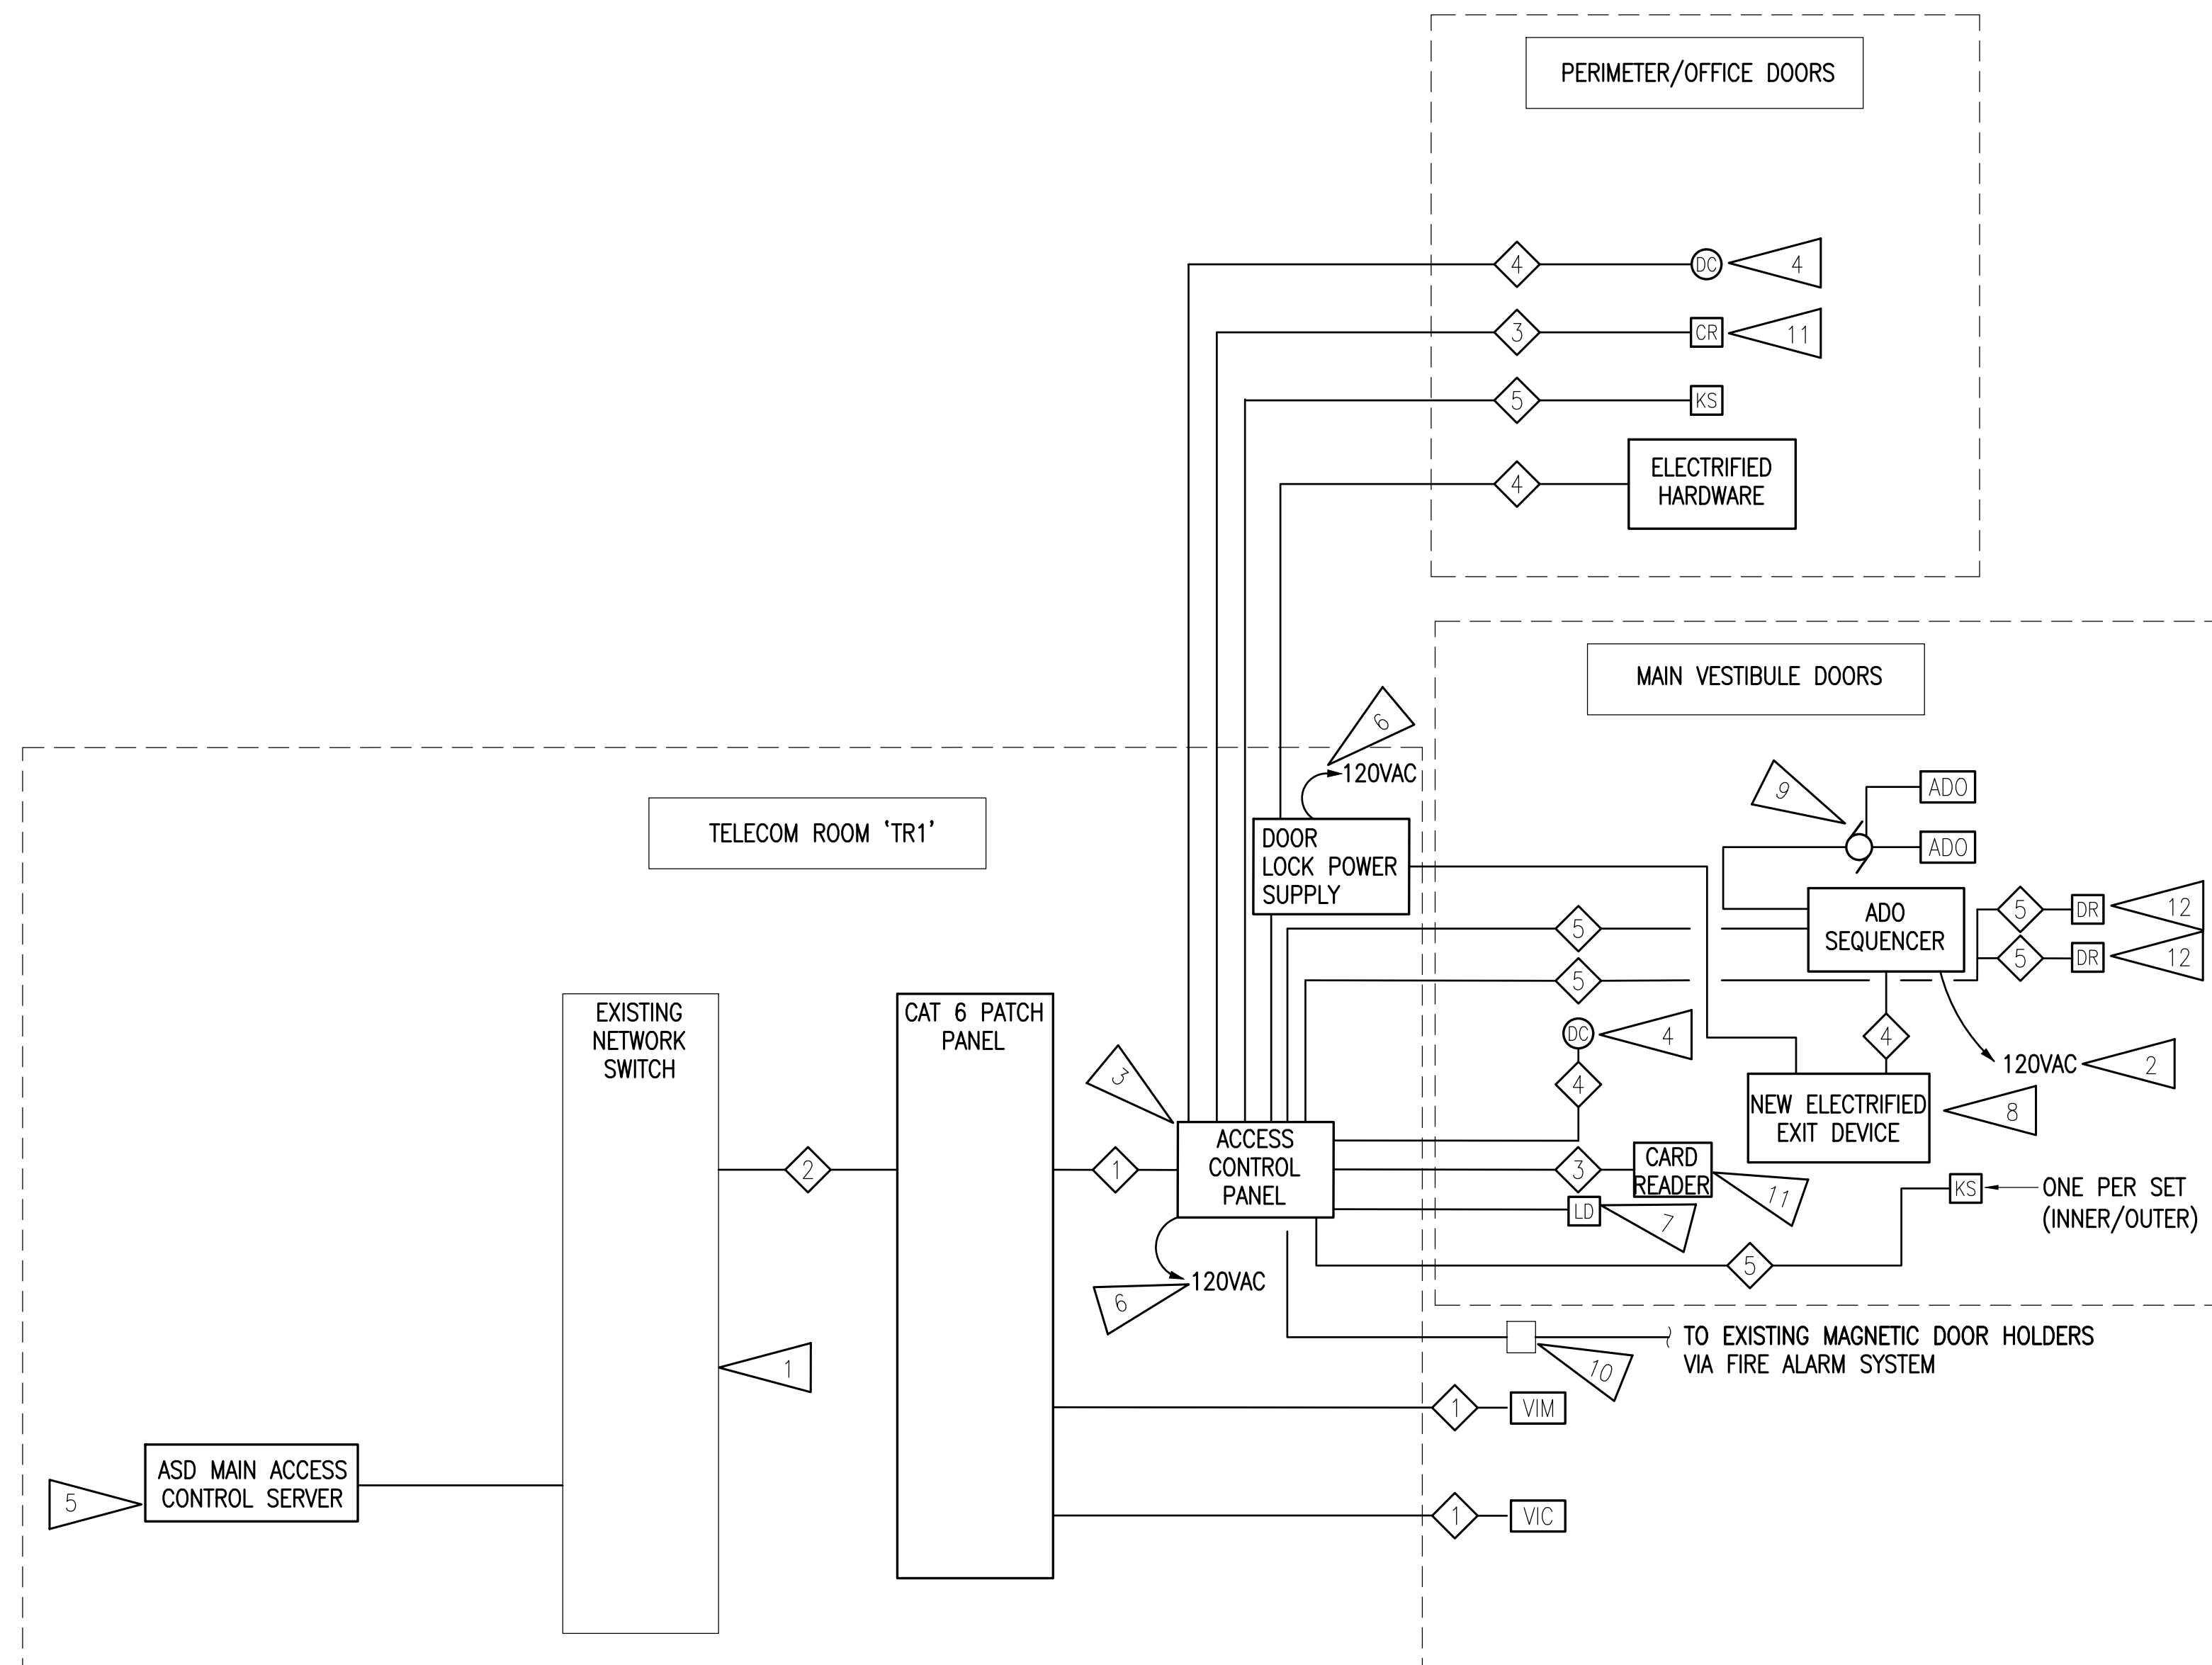 PERIMETER/OFFICE DOORS
4
DC
4
3
CR
11
5
KS
4
ELECTRIFIED
HARDWARE
MAIN VESTIBULE DOORS
6
120VAC
TELECOM ROOM ‘TR1’
DOOR
LOCK POWER
SUPPLY
9
ADO
ADO
ADO
SEQUENCER
5
5
DR
12
5
DR
12
5
DC
4
4
4
120VAC
2
NEW ELECTRIFIED
EXIT DEVICE
8
EXISTING
NETWORK
SWITCH
CAT 6 PATCH
PANEL
3
2
1
ACCESS
CONTROL
PANEL
3
CARD
READER
11
LD
7
KS
ONE PER SET
(INNER/OUTER)
5
6
120VAC
10
TO EXISTING MAGNETIC DOOR HOLDERS
VIA FIRE ALARM SYSTEM
1
1
VIM
ASD MAIN ACCESS
CONTROL SERVER
5
1
VIC